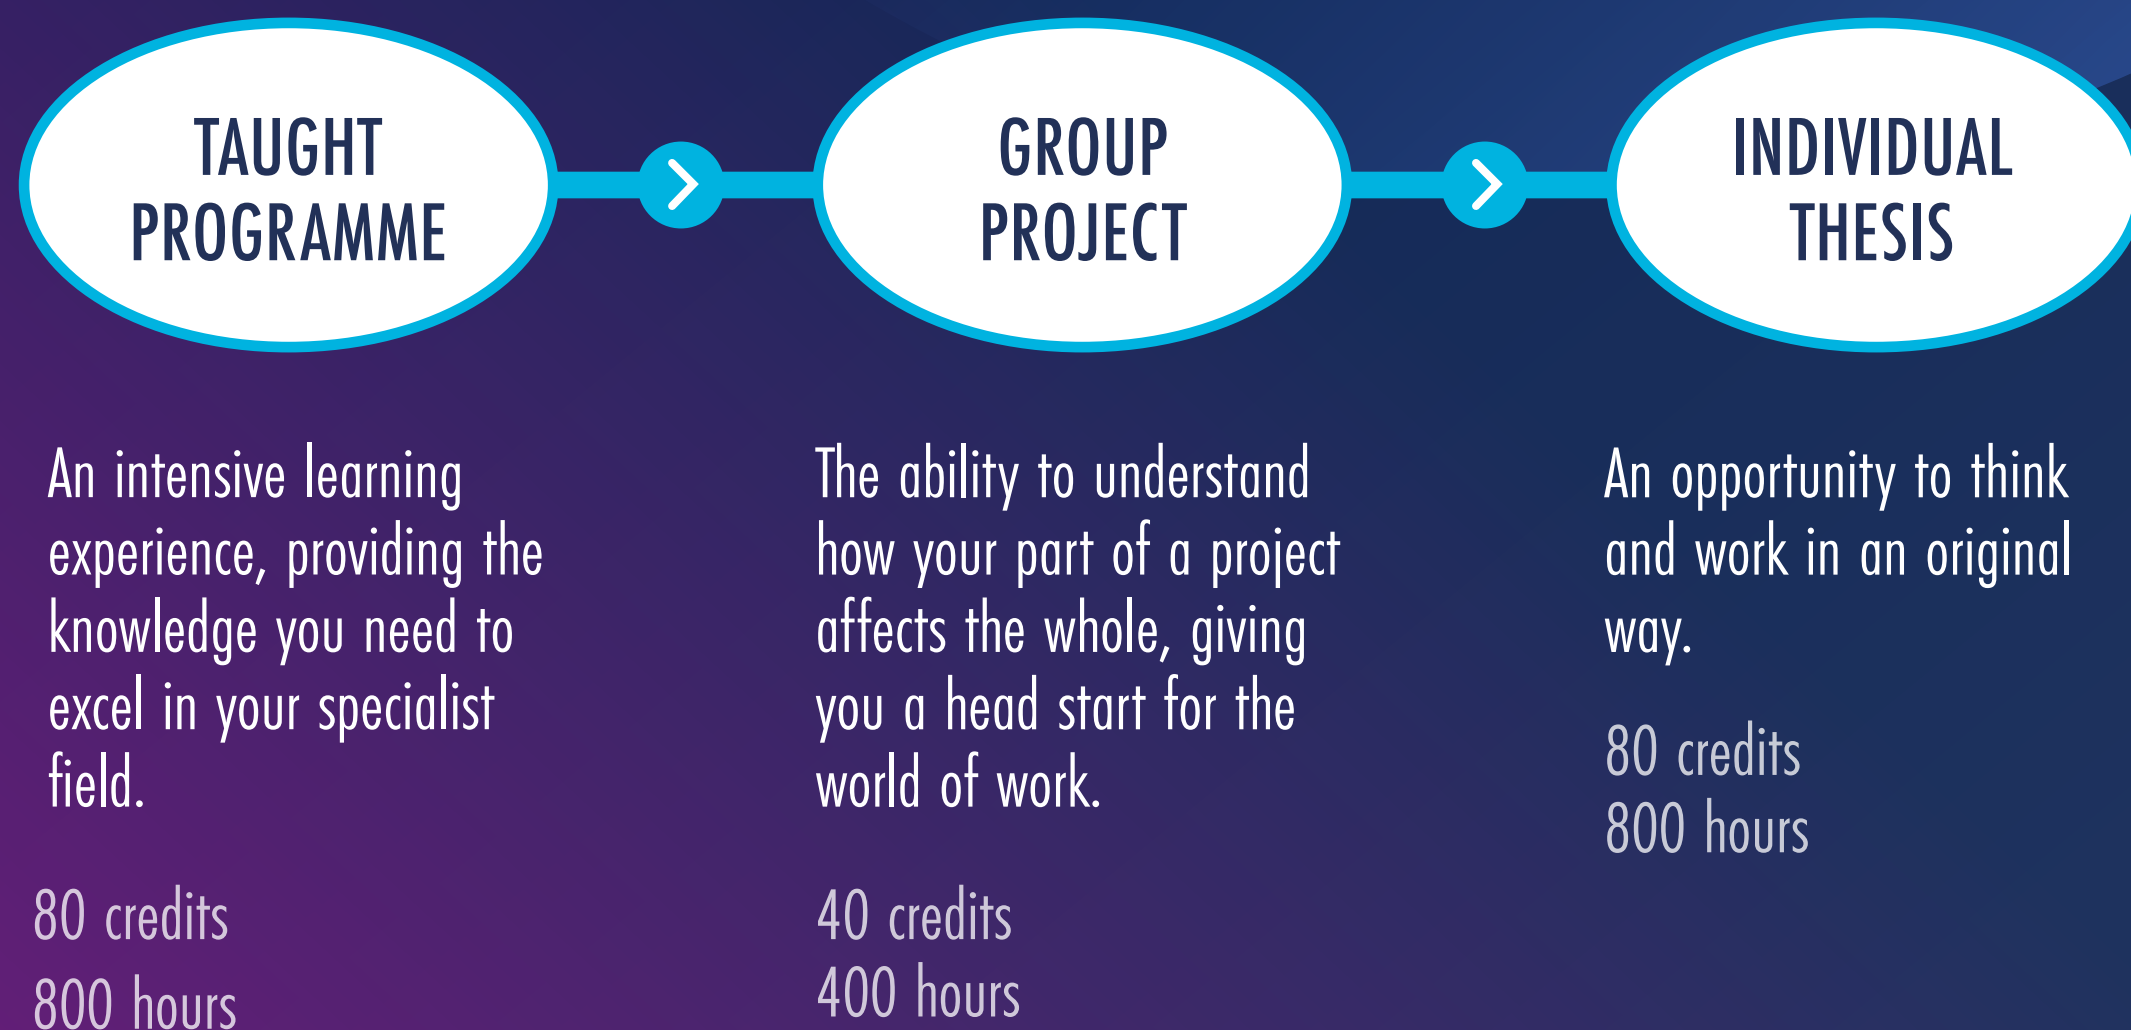 TAUGHT
PROGRAMME
GROUP
PROJECT
INDIVIDUAL
THESIS
An intensive learning
experience, providing the
knowledge you need to
excel in your specialist
field.
80 credits
800 hours
The ability to understand
how your part of a project
affects the whole, giving
you a head start for the
world of work.
40 credits
400 hours
An opportunity to think
and work in an original
way.
80 credits
800 hours